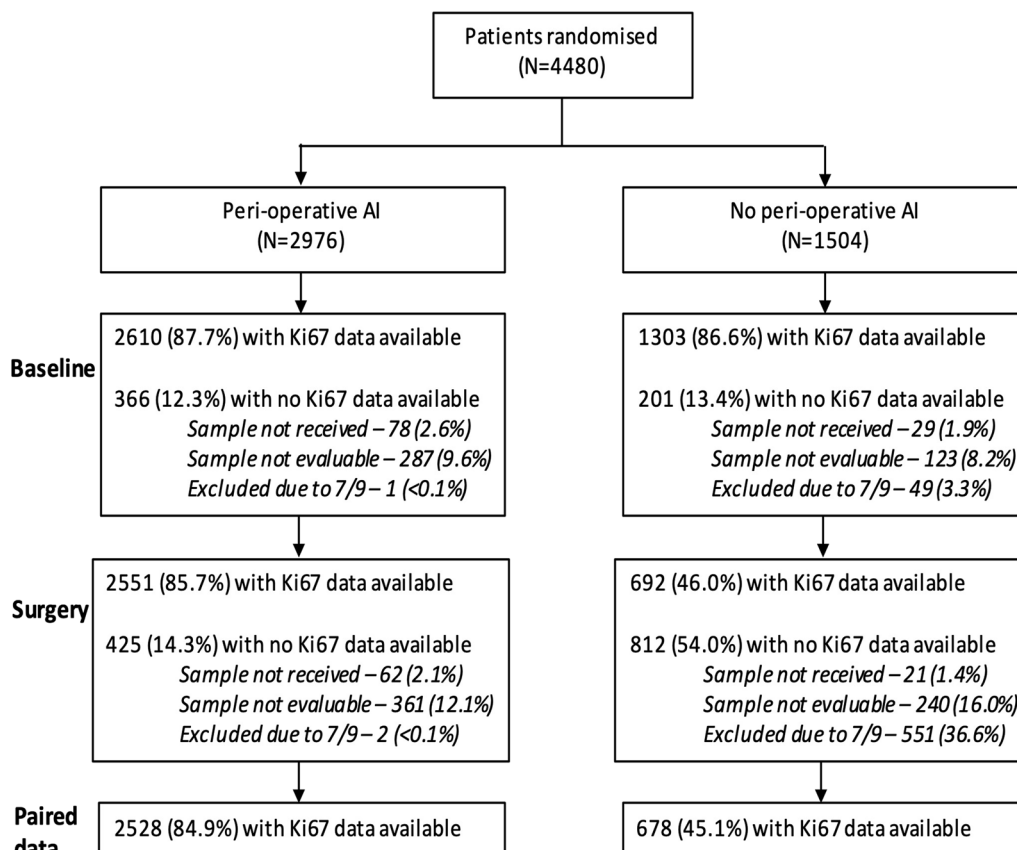 Patients randomised
(N=4480)
Peri-operative AI
(N=2976)
No peri-operative AI
(N=1504)
Baseline
2610 (87.7%) with Ki67 data available
366 (12.3%) with no Ki67 data available
Sample not received – 78 (2.6%)
Sample not evaluable – 287 (9.6%)
Excluded due to 7/9 – 1 (<0.1%)
1303 (86.6%) with Ki67 data available
201 (13.4%) with no Ki67 data available
Sample not received – 29 (1.9%)
Sample not evaluable – 123 (8.2%)
Excluded due to 7/9 – 49 (3.3%)
Surgery
2551 (85.7%) with Ki67 data available
425 (14.3%) with no Ki67 data available
Sample not received – 62 (2.1%)
Sample not evaluable – 361 (12.1%)
Excluded due to 7/9 – 2 (<0.1%)
692 (46.0%) with Ki67 data available
812 (54.0%) with no Ki67 data available
Sample not received – 21 (1.4%)
Sample not evaluable – 240 (16.0%)
Excluded due to 7/9 – 551 (36.6%)
Paired
data
2528 (84.9%) with Ki67 data available
678 (45.1%) with Ki67 data available